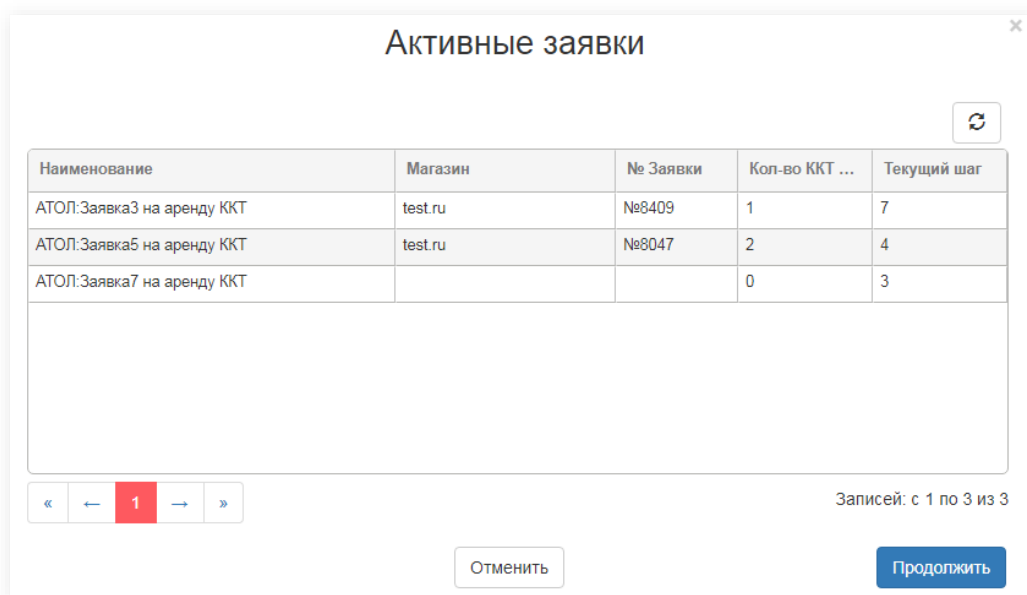 Активные заявки
×
Наименование Магазин № Заявки Кол-во ККТ ... Текущий шаг
АТОЛ:Заявка3 на аренду ККТ test.ru №8409 1 7
АТОЛ:Заявка5 на аренду ККТ test.ru №8047 2 4
АТОЛ:Заявка7 на аренду ККТ 0 3
« ← 1 → » Записей: с 1 по 3 из 3
Отменить Продолжить